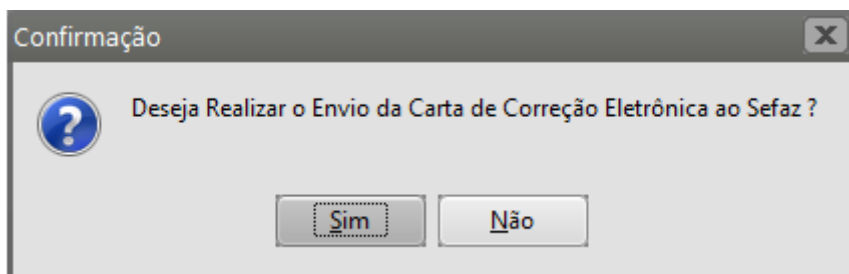 Confirmação
Deseja Realizar o Envio da Carta de Correção Eletrônica ao Sefaz ?
Sim
Não